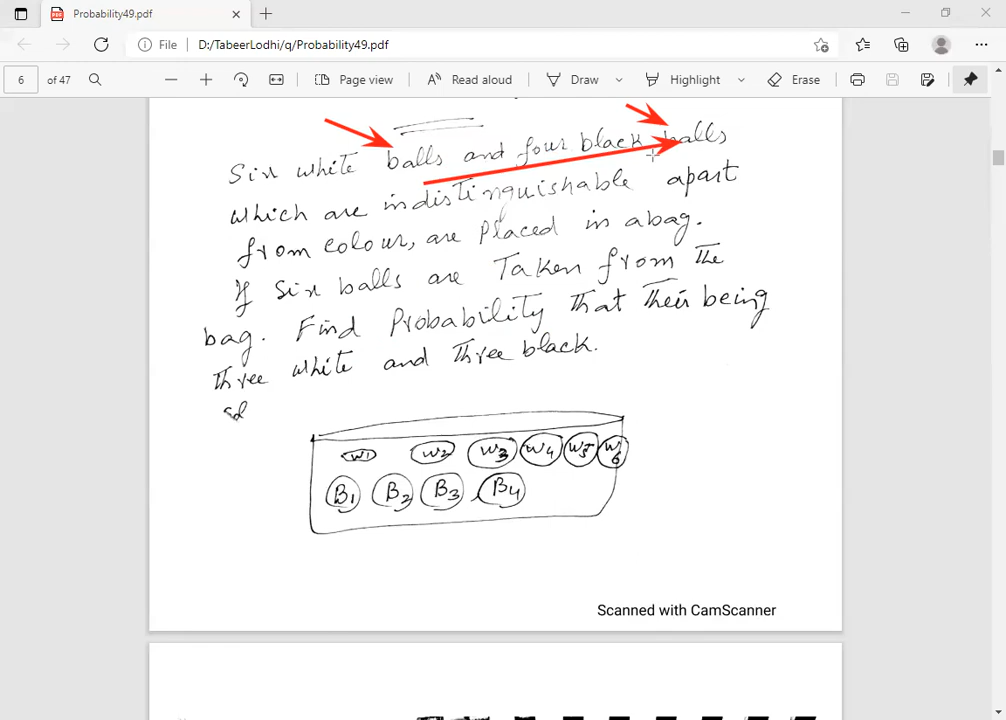 Probability49.pdf
File D:/TabeerLodhi/q/Probability49.pdf
6 of 47 Page view Read aloud Draw Highlight Erase
Six white balls and four black balls
which are indistinguishable apart
from colour, are Placed in a bag.
If Six balls are Taken from the
bag. Find Probability that their being
Three white and Three black.
sol
W1 W2 W3 W4 W5 W6
B1 B2 B3 B4
Scanned with CamScanner